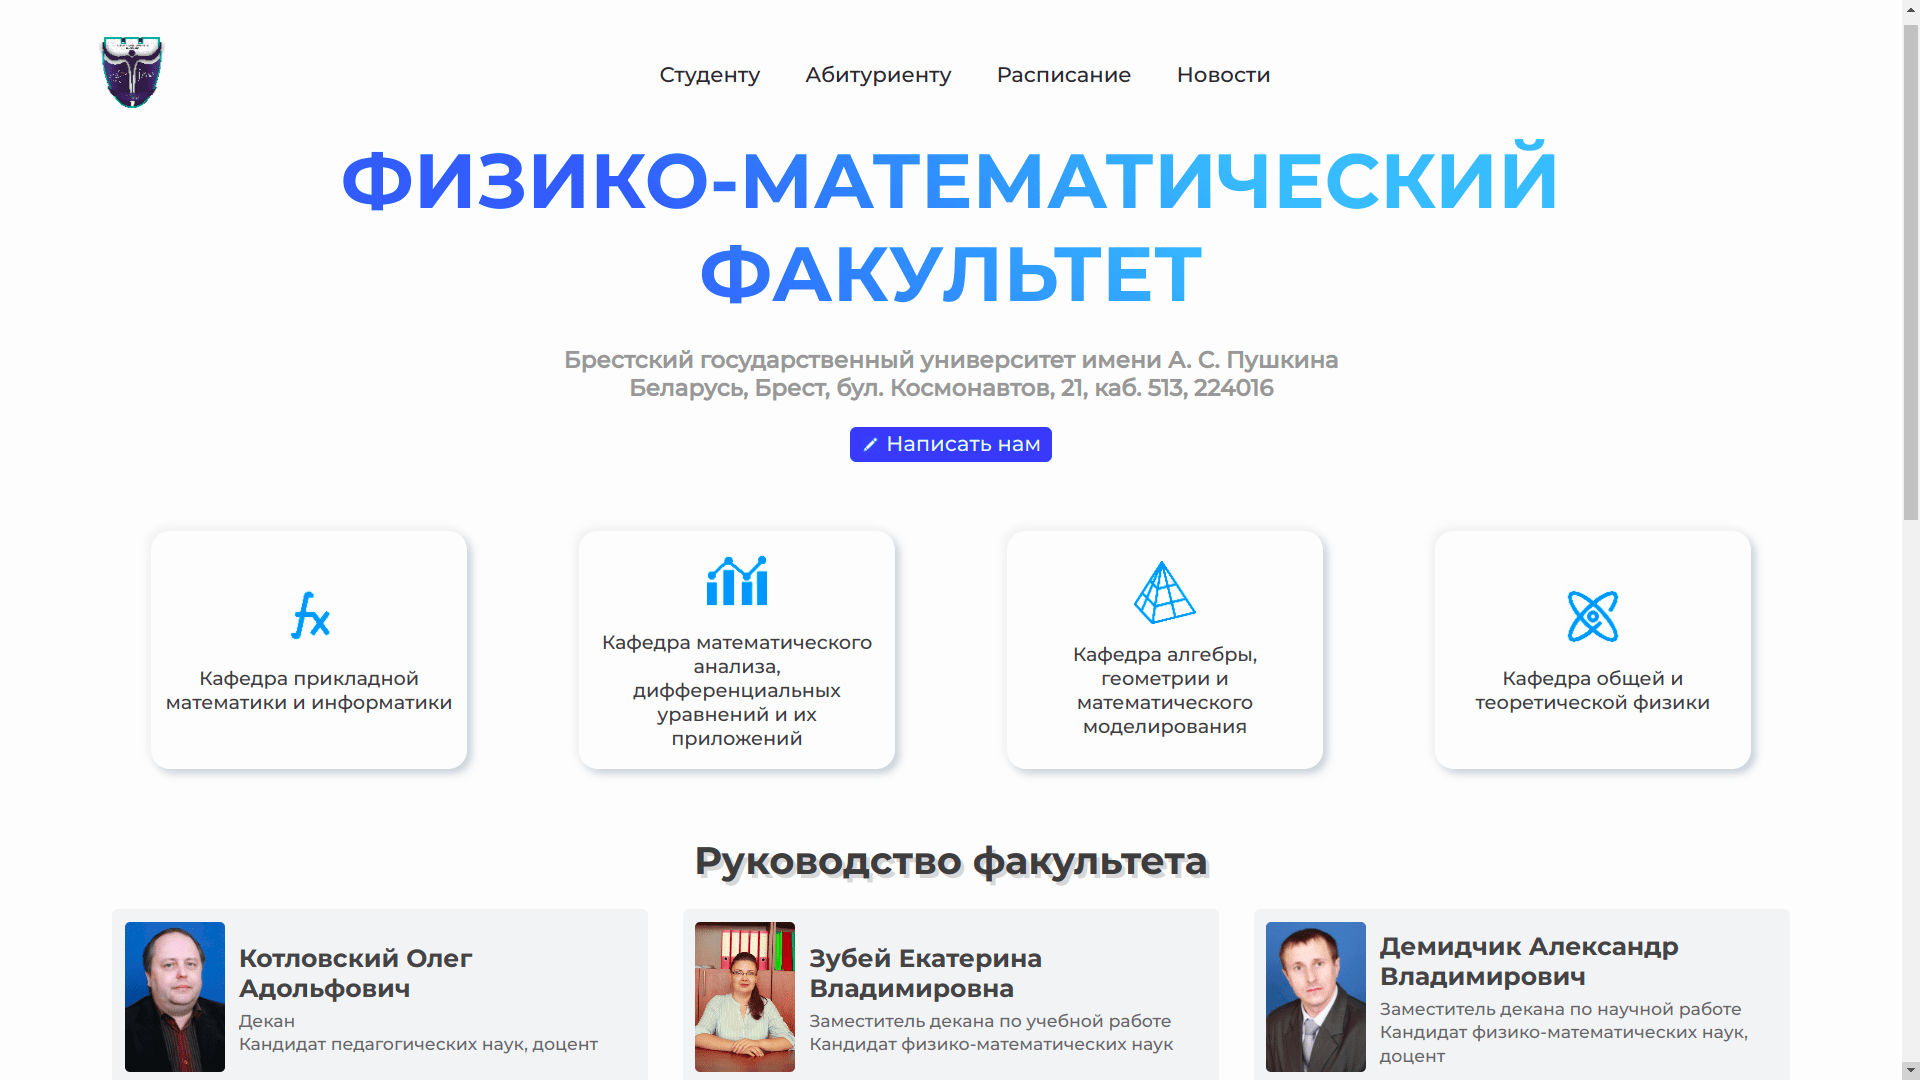 Студенту Абитуриенту Расписание Новости
ФИЗИКО-МАТЕМАТИЧЕСКИЙ
ФАКУЛЬТЕТ
Брестский государственный университет имени А. С. Пушкина
Беларусь, Брест, бул. Космонавтов, 21, каб. 513, 224016
Написать нам
Кафедра прикладной
математики и информатики
Кафедра математического
анализа,
дифференциальных
уравнений и их
приложений
Кафедра алгебры,
геометрии и
математического
моделирования
Кафедра общей и
теоретической физики
Руководство факультета
Котловский Олег
Адольфович
Декан
Кандидат педагогических наук, доцент
Зубей Екатерина
Владимировна
Заместитель декана по учебной работе
Кандидат физико-математических наук
Демидчик Александр
Владимирович
Заместитель декана по научной работе
Кандидат физико-математических наук,
доцент